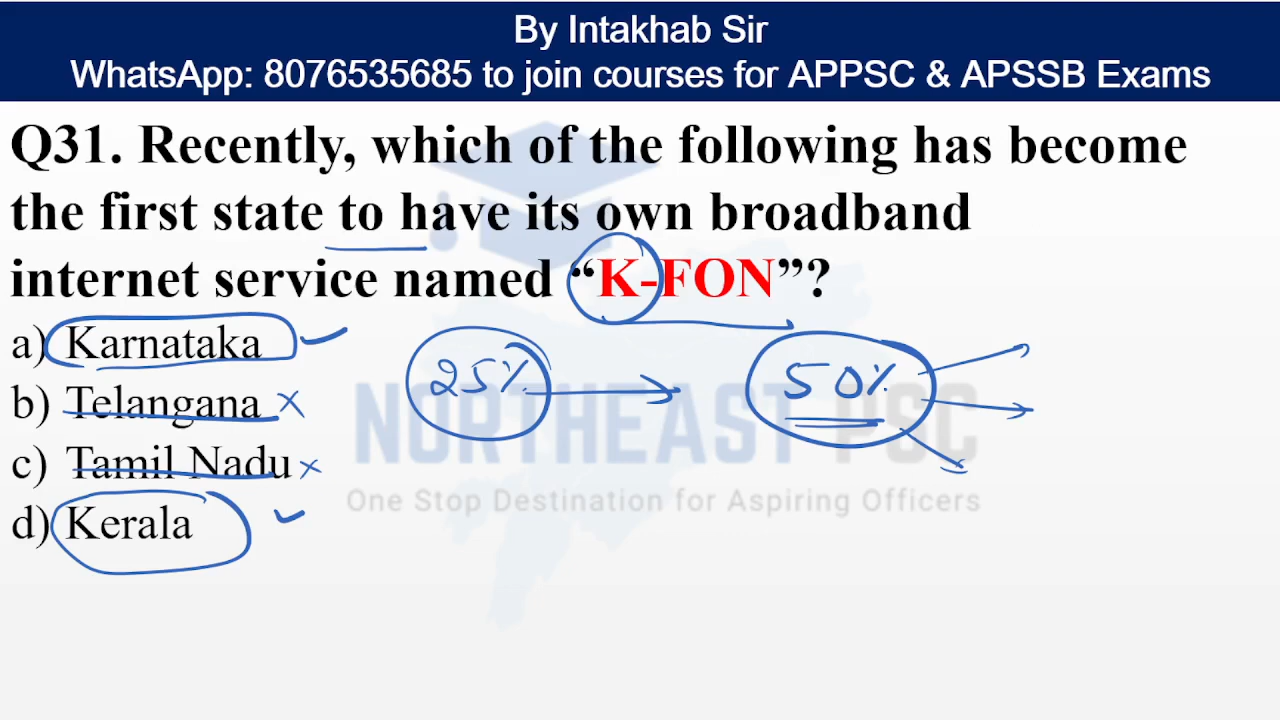 By Intakhab Sir
WhatsApp: 8076535685 to join courses for APPSC & APSSB Exams
Q31. Recently, which of the following has become
the first state to have its own broadband
internet service named “K-FON”?
a) Karnataka
b) Telangana
c) Tamil Nadu
d) Kerala
25%
50%
NORTHEAST PSC
One Stop Destination for Aspiring Officers